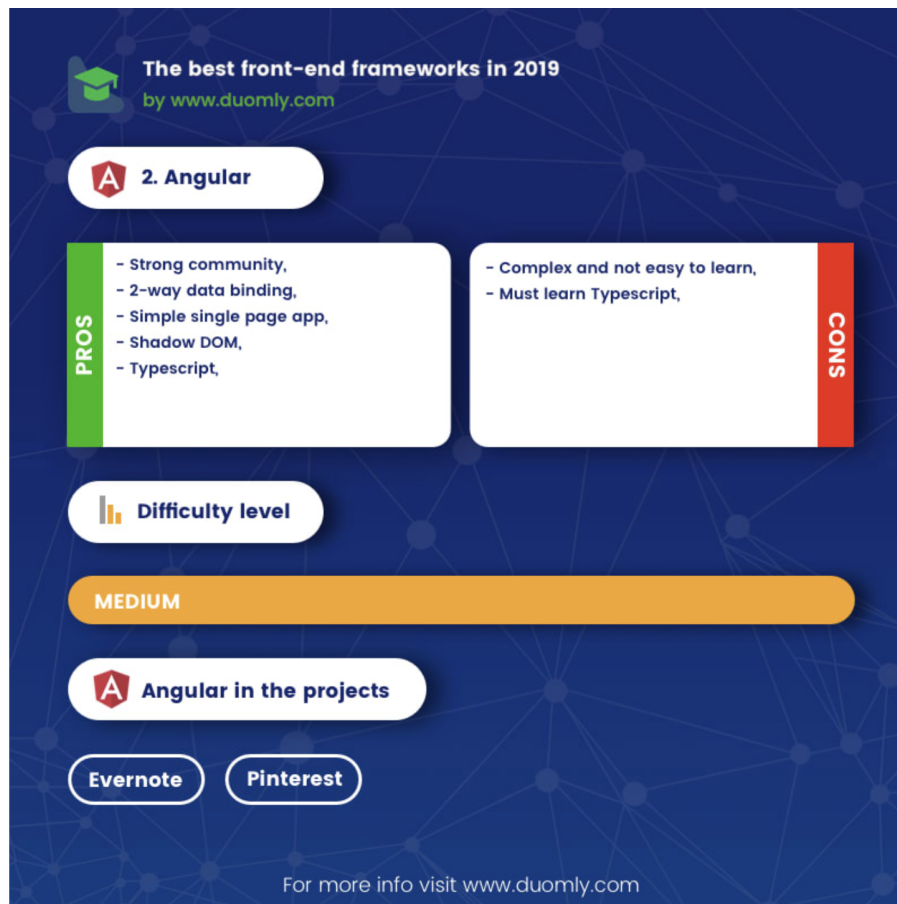 The best front-end frameworks in 2019
by www.duomly.com
2. Angular
PROS
- Strong community,
- 2-way data binding,
- Simple single page app,
- Shadow DOM,
- Typescript,
- Complex and not easy to learn,
- Must learn Typescript,
CONS
Difficulty level
MEDIUM
Angular in the projects
Evernote
Pinterest
For more info visit www.duomly.com